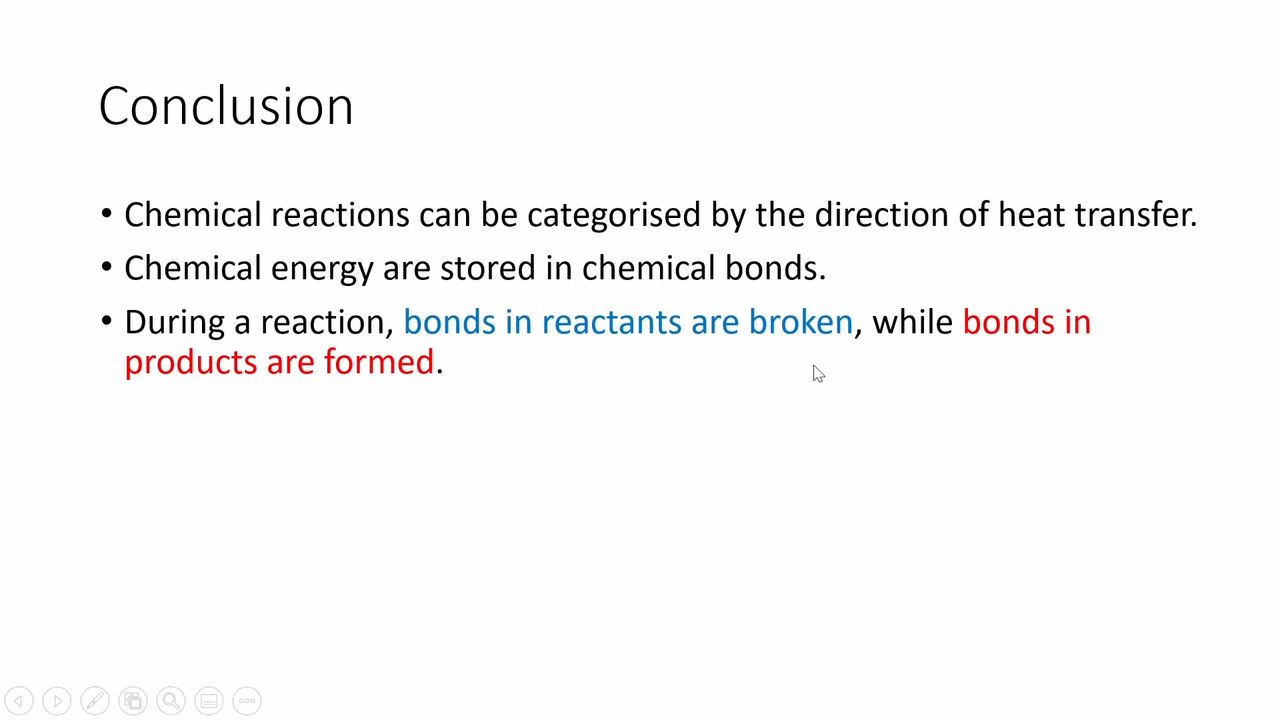 Conclusion
• Chemical reactions can be categorised by the direction of heat transfer.
• Chemical energy are stored in chemical bonds.
• During a reaction, bonds in reactants are broken, while bonds in
products are formed.